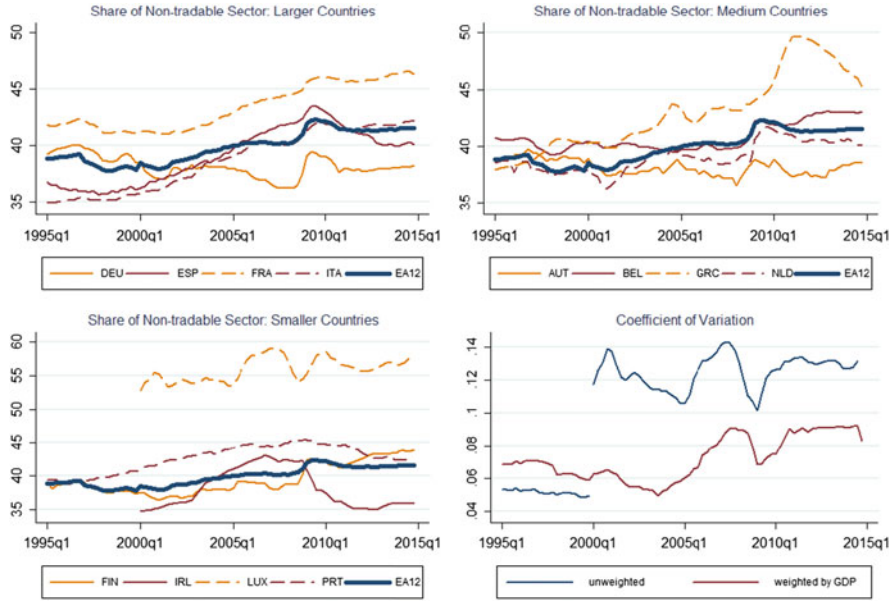 Share of Non-tradable Sector: Larger Countries
50
45
40
35
1995q1 2000q1 2005q1 2010q1 2015q1
DEU ESP FRA ITA EA12
Share of Non-tradable Sector: Medium Countries
50
45
40
35
1995q1 2000q1 2005q1 2010q1 2015q1
AUT BEL GRC NLD EA12
Share of Non-tradable Sector: Smaller Countries
60
55
50
45
40
35
1995q1 2000q1 2005q1 2010q1 2015q1
FIN IRL LUX PRT EA12
Coefficient of Variation
.14
.12
.1
.08
.06
.04
1995q1 2000q1 2005q1 2010q1 2015q1
unweighted weighted by GDP